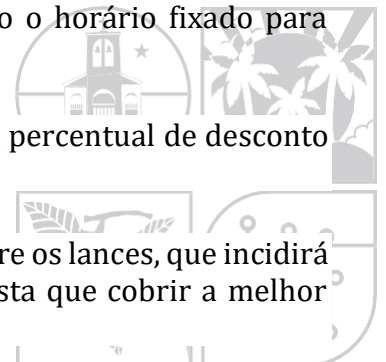 o o horário fixado para
percentual de desconto
re os lances, que incidirá
sta que cobrir a melhor